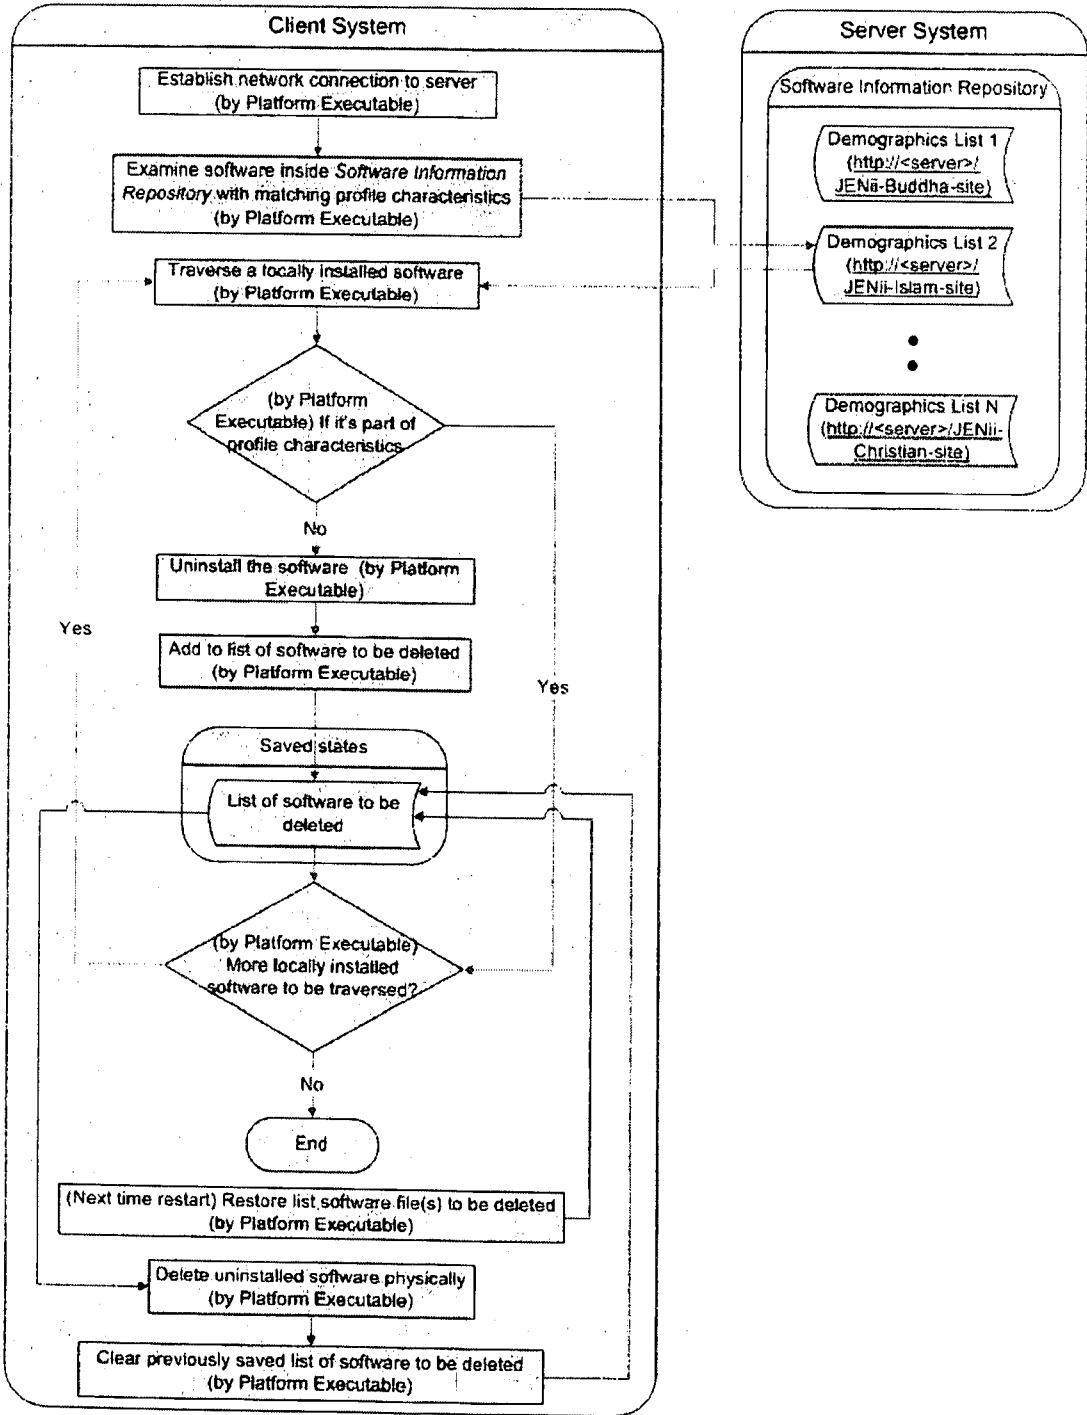 Client System
Establish network connection to server
(by Platform Executable)
Examine software inside Software Information
Repository with matching profile characteristics
(by Platform Executable)
Traverse a locally installed software
(by Platform Executable)
(by Platform
Executable) If it's part of
profile characteristics
No
Uninstall the software (by Platform
Executable)
Yes
Add to list of software to be deleted
(by Platform Executable)
Yes
Saved states
List of software to be
deleted
(by Platform Executable)
More locally installed
software to be traversed?
No
End
(Next time restart) Restore list software file(s) to be deleted
(by Platform Executable)
Delete uninstalled software physically
(by Platform Executable)
Clear previously saved list of software to be deleted
(by Platform Executable)
Server System
Software Information Repository
Demographics List 1
(http://<server>/
JENii-Buddha-site)
Demographics List 2
(http://<server>/
JENii-Islam-site)
Demographics List N
(http://<server>/JENii-
Christian-site)